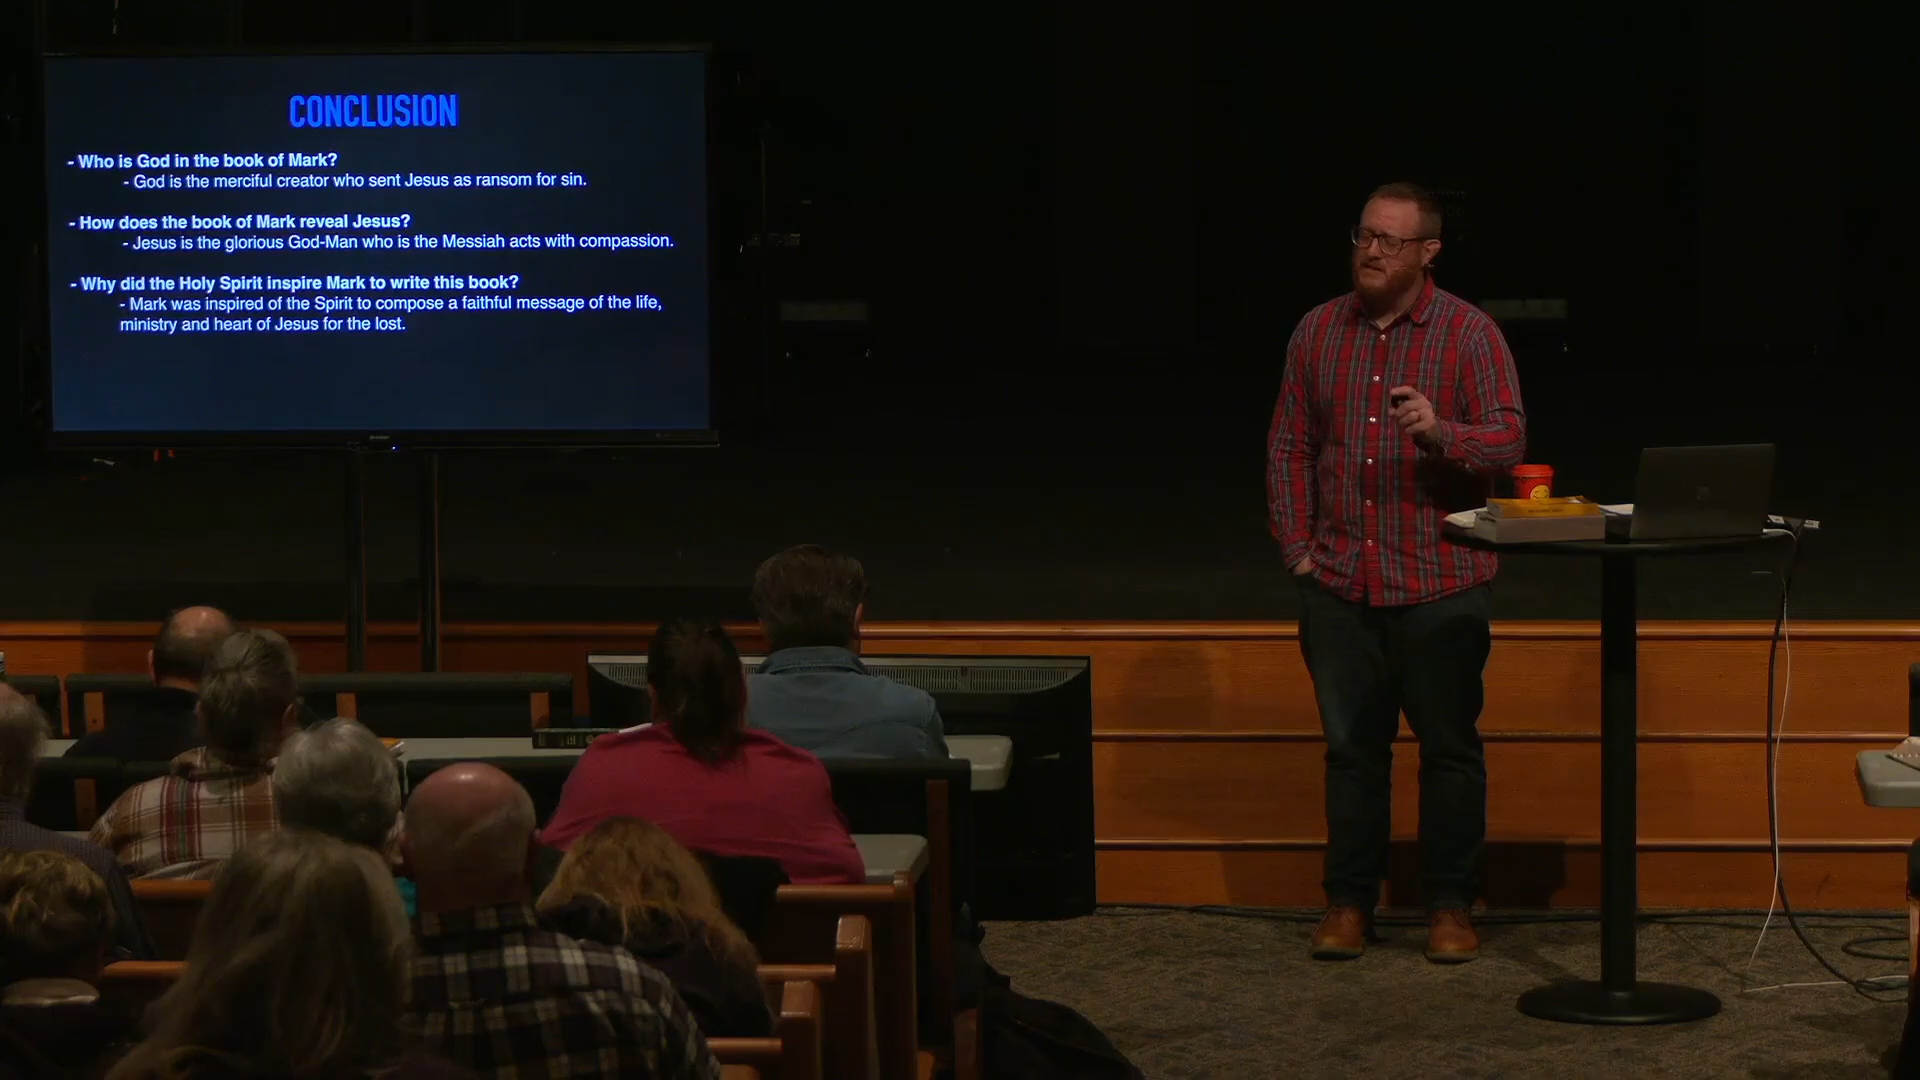 CONCLUSION
- Who is God in the book of Mark?
- God is the merciful creator who sent Jesus as ransom for sin.
- How does the book of Mark reveal Jesus?
- Jesus is the glorious God-Man who is the Messiah acts with compassion.
- Why did the Holy Spirit inspire Mark to write this book?
- Mark was inspired of the Spirit to compose a faithful message of the life,
ministry and heart of Jesus for the lost.